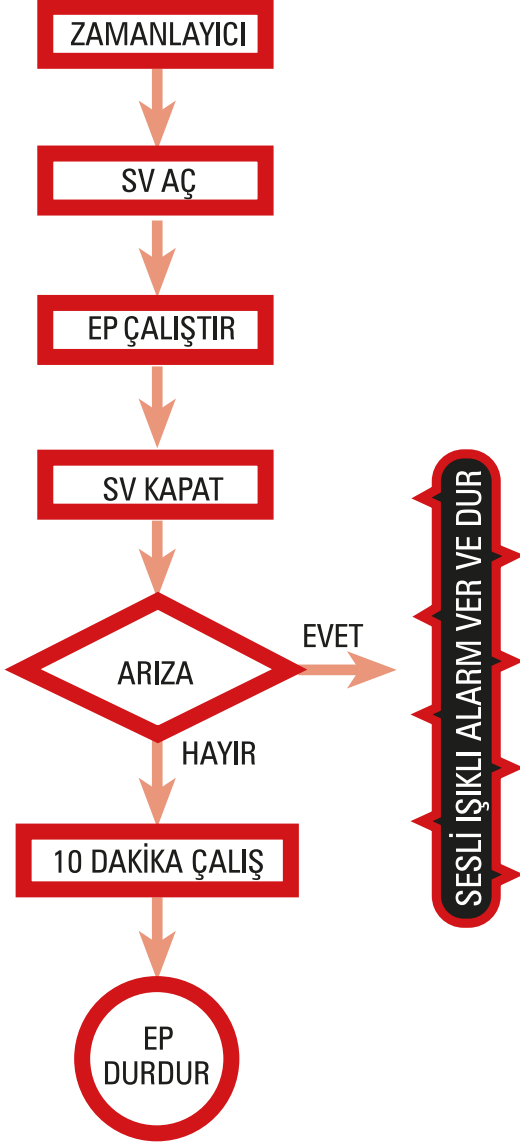 ZAMANLAYICI
SV AÇ
EP ÇALIŞTIR
SV KAPAT
ARIZA
EVET
SESLİ IŞIKLI ALARM VER VE DUR
HAYIR
10 DAKİKA ÇALIŞ
EP
DURDUR